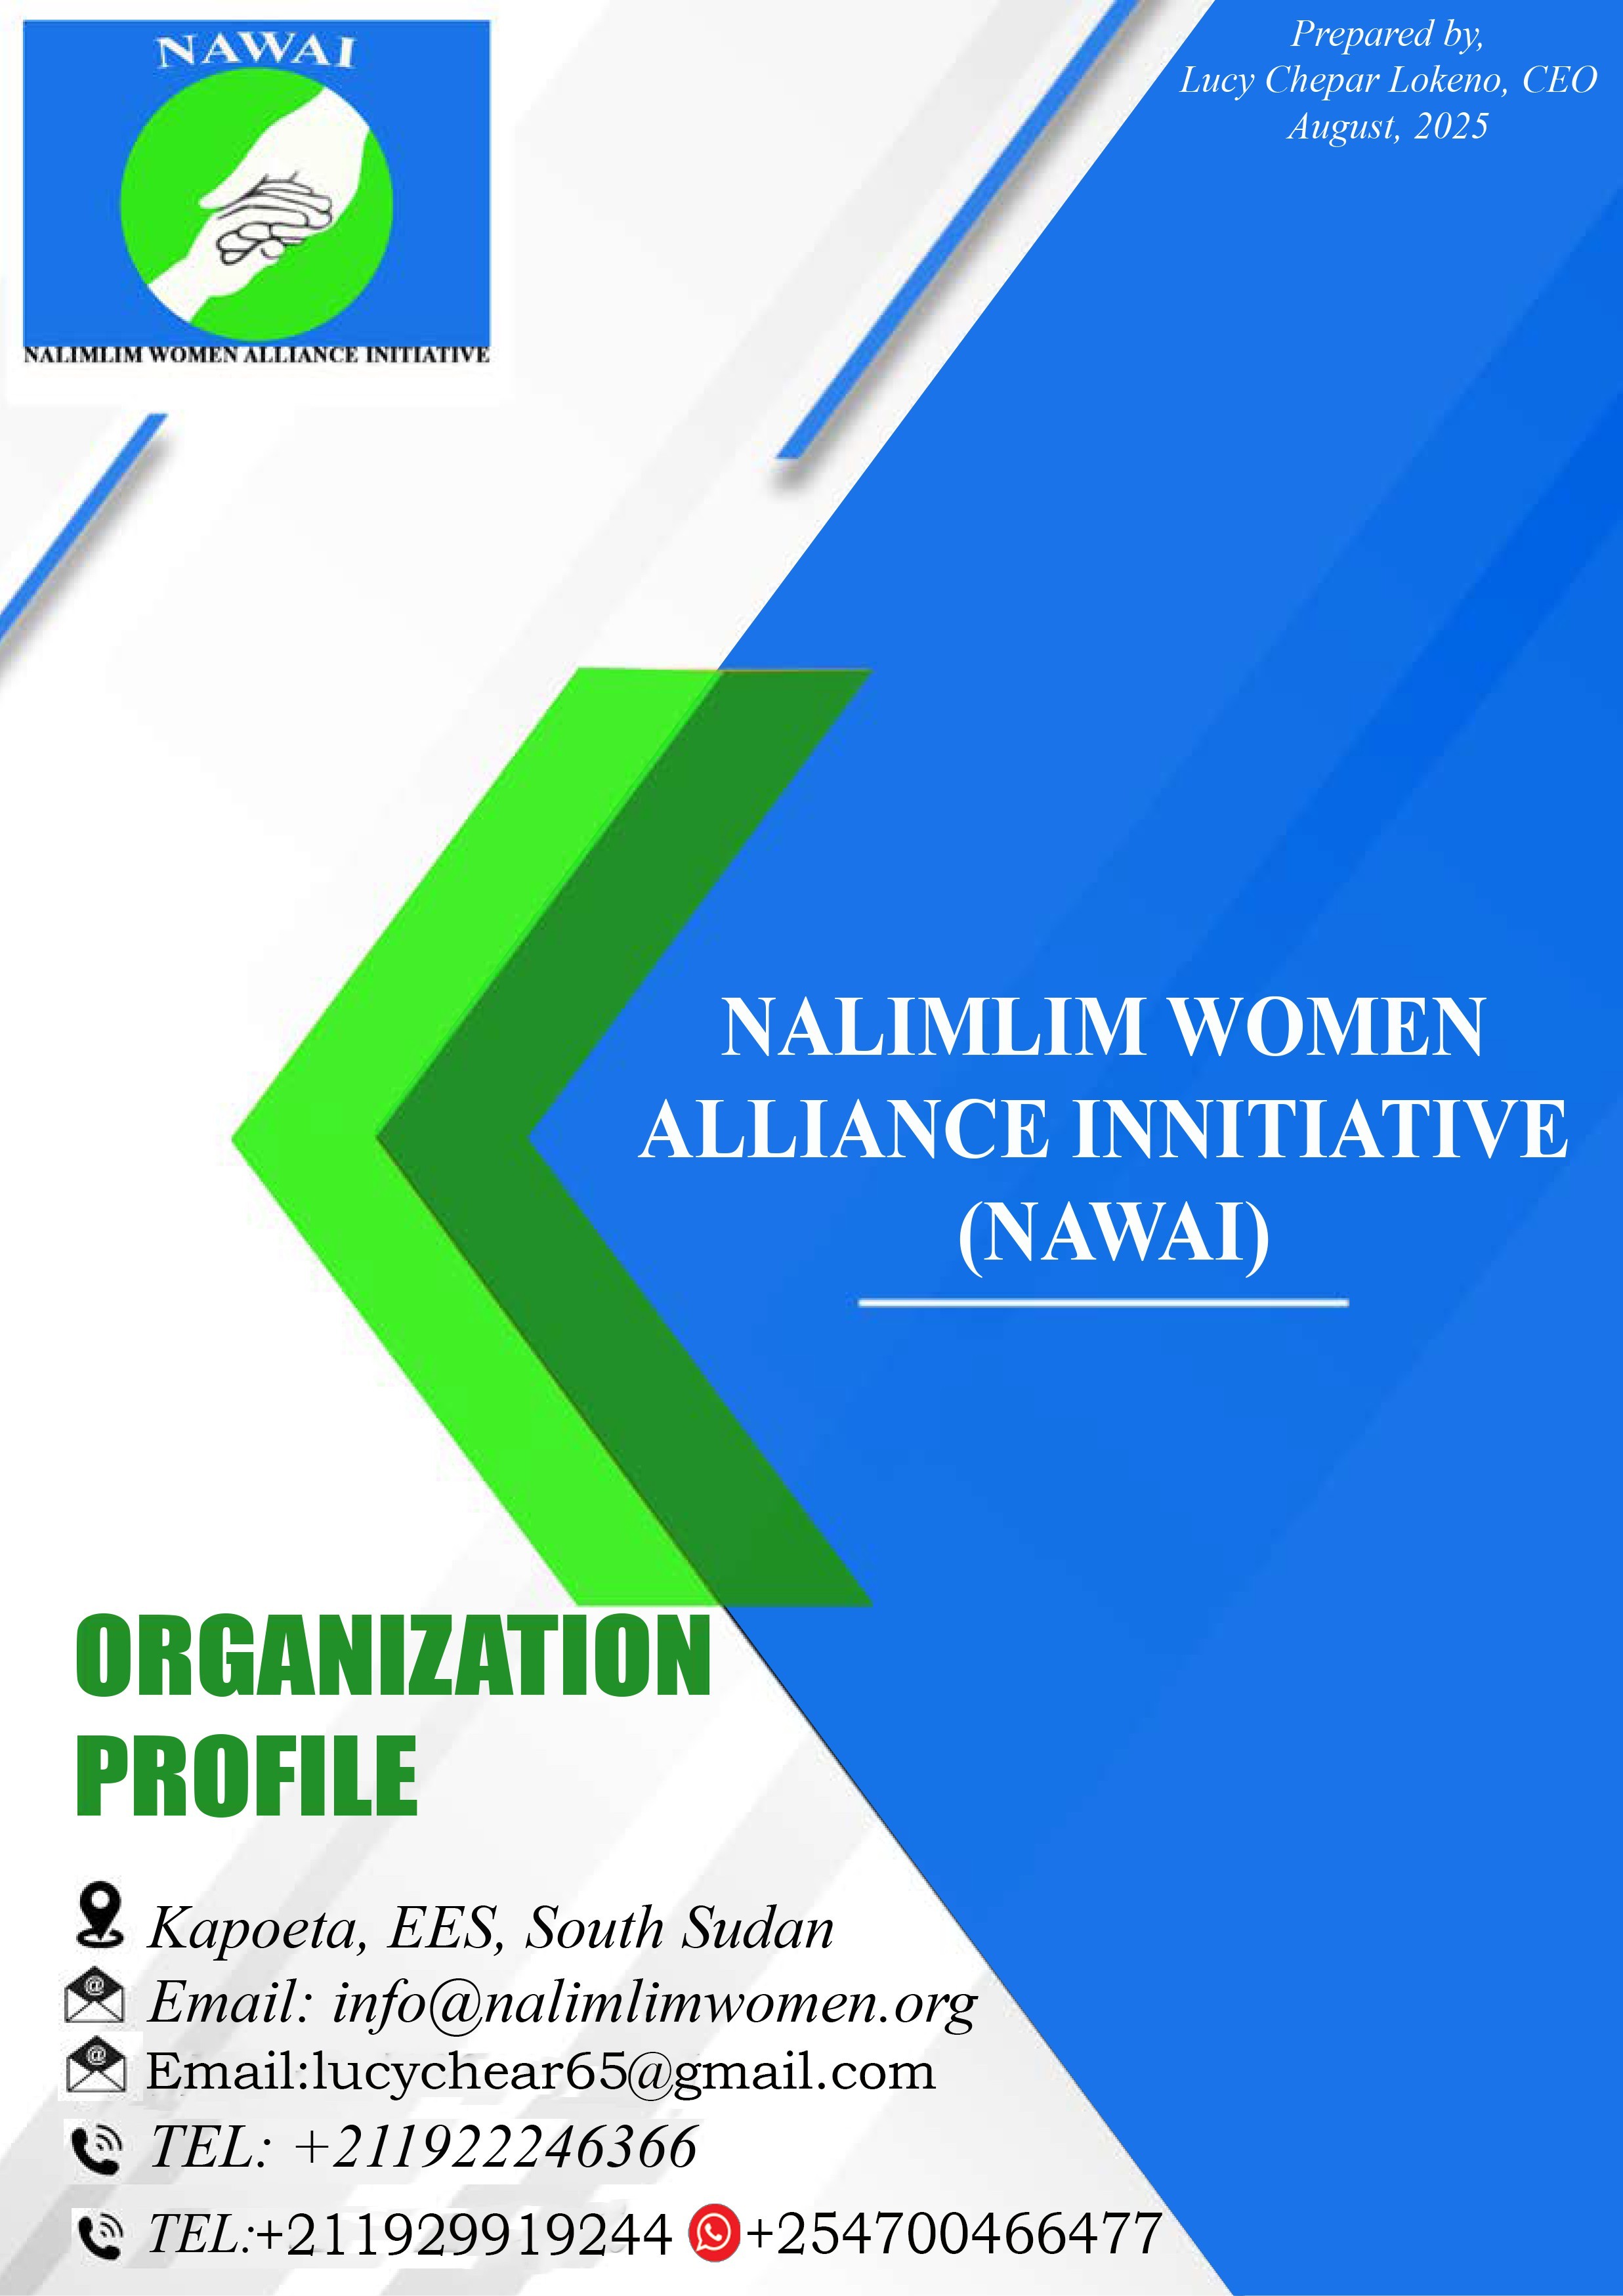 NAWAI
NALIMLIM WOMEN ALLIANCE INITIATIVE
Prepared by,
Lucy Chepar Lokeno, CEO
August, 2025
NALIMLIM WOMEN
ALLIANCE INNITIATIVE
(NAWAI)
ORGANIZATION
PROFILE
Kapoeta, EES, South Sudan
Email: info@nalimlimwomen.org
Email:lucychear65@gmail.com
TEL: +211922246366
TEL:+211929919244 +254700466477